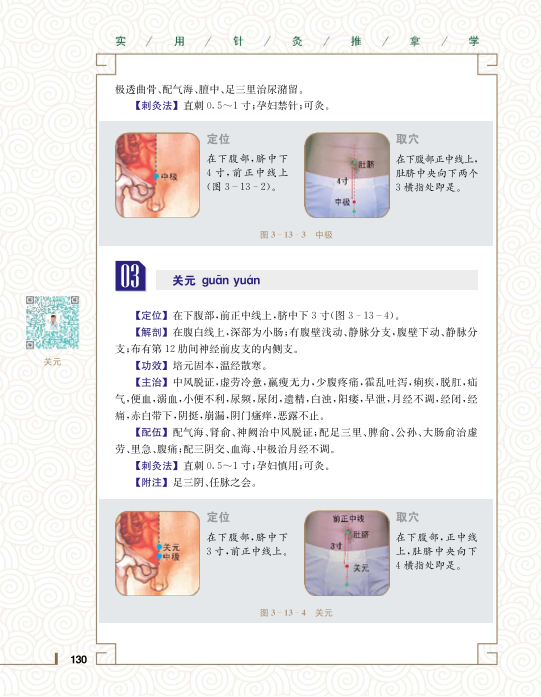 实 / 用 / 针 / 灸 / 推 / 拿 / 学
极透曲骨、配气海、膻中、足三里治尿潴留。
【刺灸法】直刺 0.5～1 寸;孕妇禁针;可灸。
定位
在下腹部,脐中下
4 寸,前正中线上
(图 3-13-2)。
中极
肚脐
4寸
中极
取穴
在下腹部正中线上,
肚脐中央向下两个
3 横指处即是。
图 3-13-3 中极
03
关元 guān yuán
【定位】在下腹部,前正中线上,脐中下 3 寸(图 3-13-4)。
【解剖】在腹白线上,深部为小肠;有腹壁浅动、静脉分支,腹壁下动、静脉分
支;布有第 12 肋间神经前皮支的内侧支。
【功效】培元固本,温经散寒。
【主治】中风脱证,虚劳冷惫,羸瘦无力,少腹疼痛,霍乱吐泻,痢疾,脱肛,疝
气,便血,溺血,小便不利,尿频,尿闭,遗精,白浊,阳痿,早泄,月经不调,经闭,经
痛,赤白带下,阴挺,崩漏,阴门瘙痒,恶露不止。
【配伍】配气海、肾俞、神阙治中风脱证;配足三里、脾俞、公孙、大肠俞治虚
劳、里急、腹痛;配三阴交、血海、中极治月经不调。
【刺灸法】直刺 0.5～1 寸;孕妇慎用;可灸。
【附注】足三阴、任脉之会。
关元
定位
在下腹部,脐中下
3 寸,前正中线上。
关元
中极
前正中线
肚脐
3寸
关元
取穴
在下腹部,正中线
上,肚脐中央向下
4 横指处即是。
图 3-13-4 关元
130